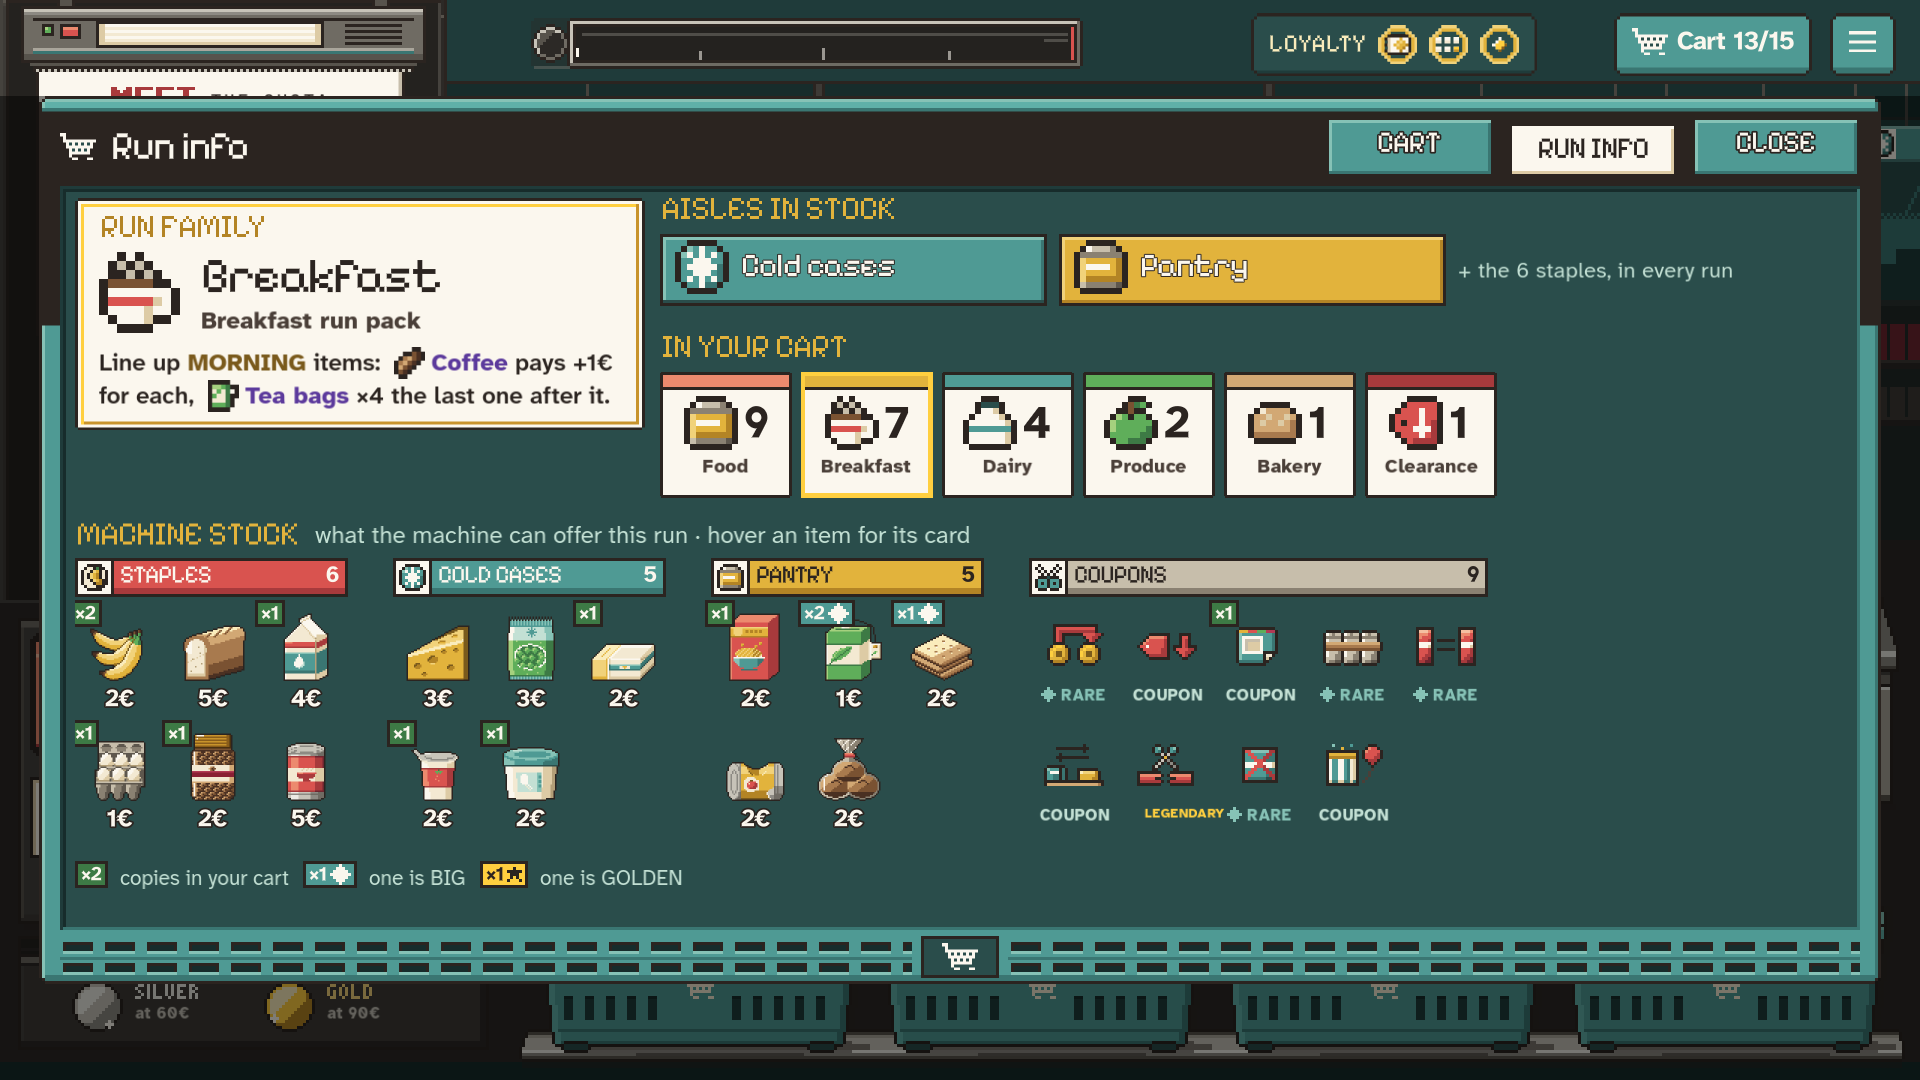 LOYALTY
Cart 13/15
MEET
Run info
CART
RUN INFO
CLOSE
RUN FAMILY
Breakfast
Breakfast run pack
Line up MORNING items: Coffee pays +1€
for each, Tea bags ×4 the last one after it.
AISLES IN STOCK
Cold cases
Pantry
+ the 6 staples, in every run
IN YOUR CART
9
7
4
2
1
1
Food
Breakfast
Dairy
Produce
Bakery
Clearance
MACHINE STOCK what the machine can offer this run · hover an item for its card
STAPLES 6
COLD CASES 5
PANTRY 5
COUPONS 9
×2
×1
×1
×1
×2
×1
×1
2€
5€
4€
3€
3€
2€
2€
1€
2€
RARE
COUPON
COUPON
RARE
RARE
×1
×1
×1
×1
1€
2€
5€
2€
2€
2€
2€
COUPON
LEGENDARY
RARE
COUPON
×2 copies in your cart
×1 one is BIG
×1 one is GOLDEN
SILVER
at 60€
GOLD
at 90€